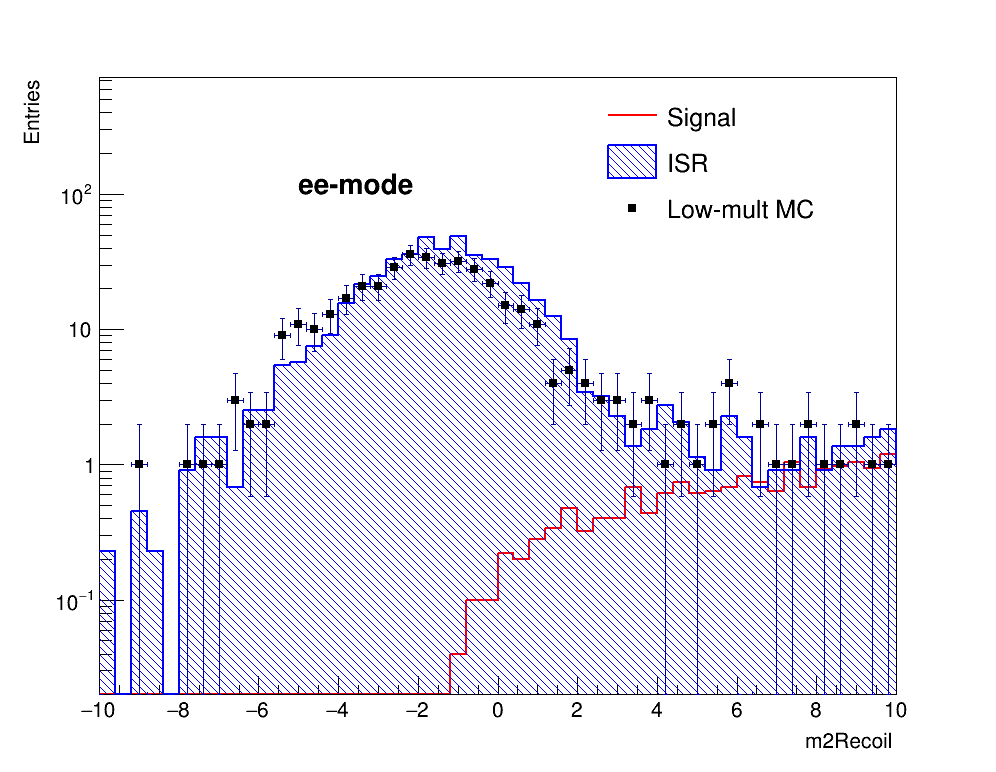 Entries
Signal
ISR
Low-mult MC
ee-mode
10²
10
1
10⁻¹
−10 −8 −6 −4 −2 0 2 4 6 8 10
m2Recoil